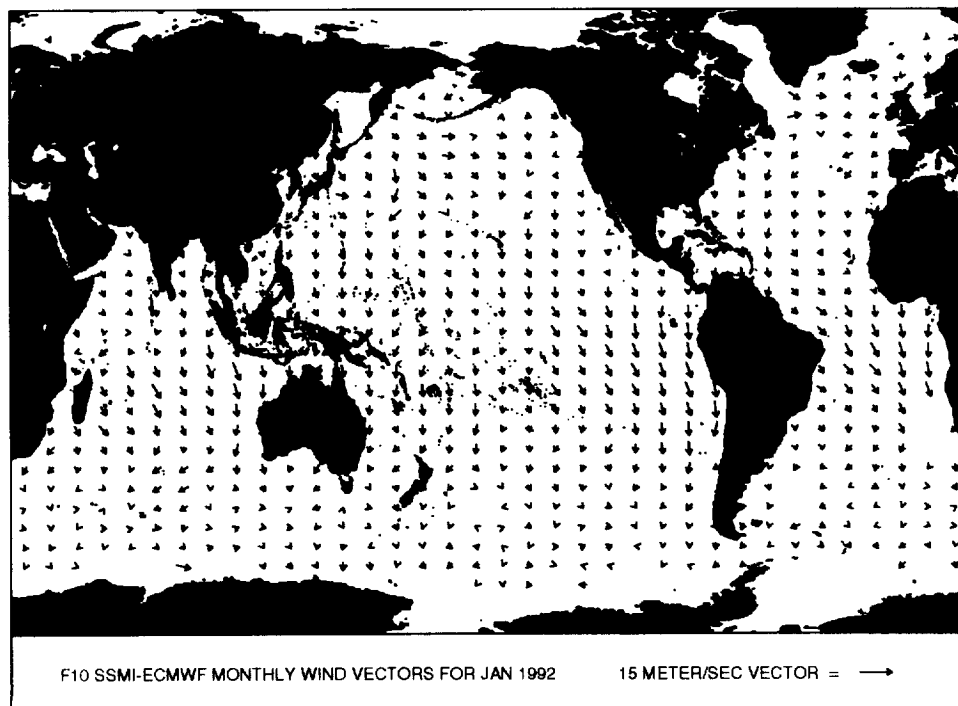 F10 SSMI-ECMWF MONTHLY WIND VECTORS FOR JAN 1992 15 METER/SEC VECTOR = →